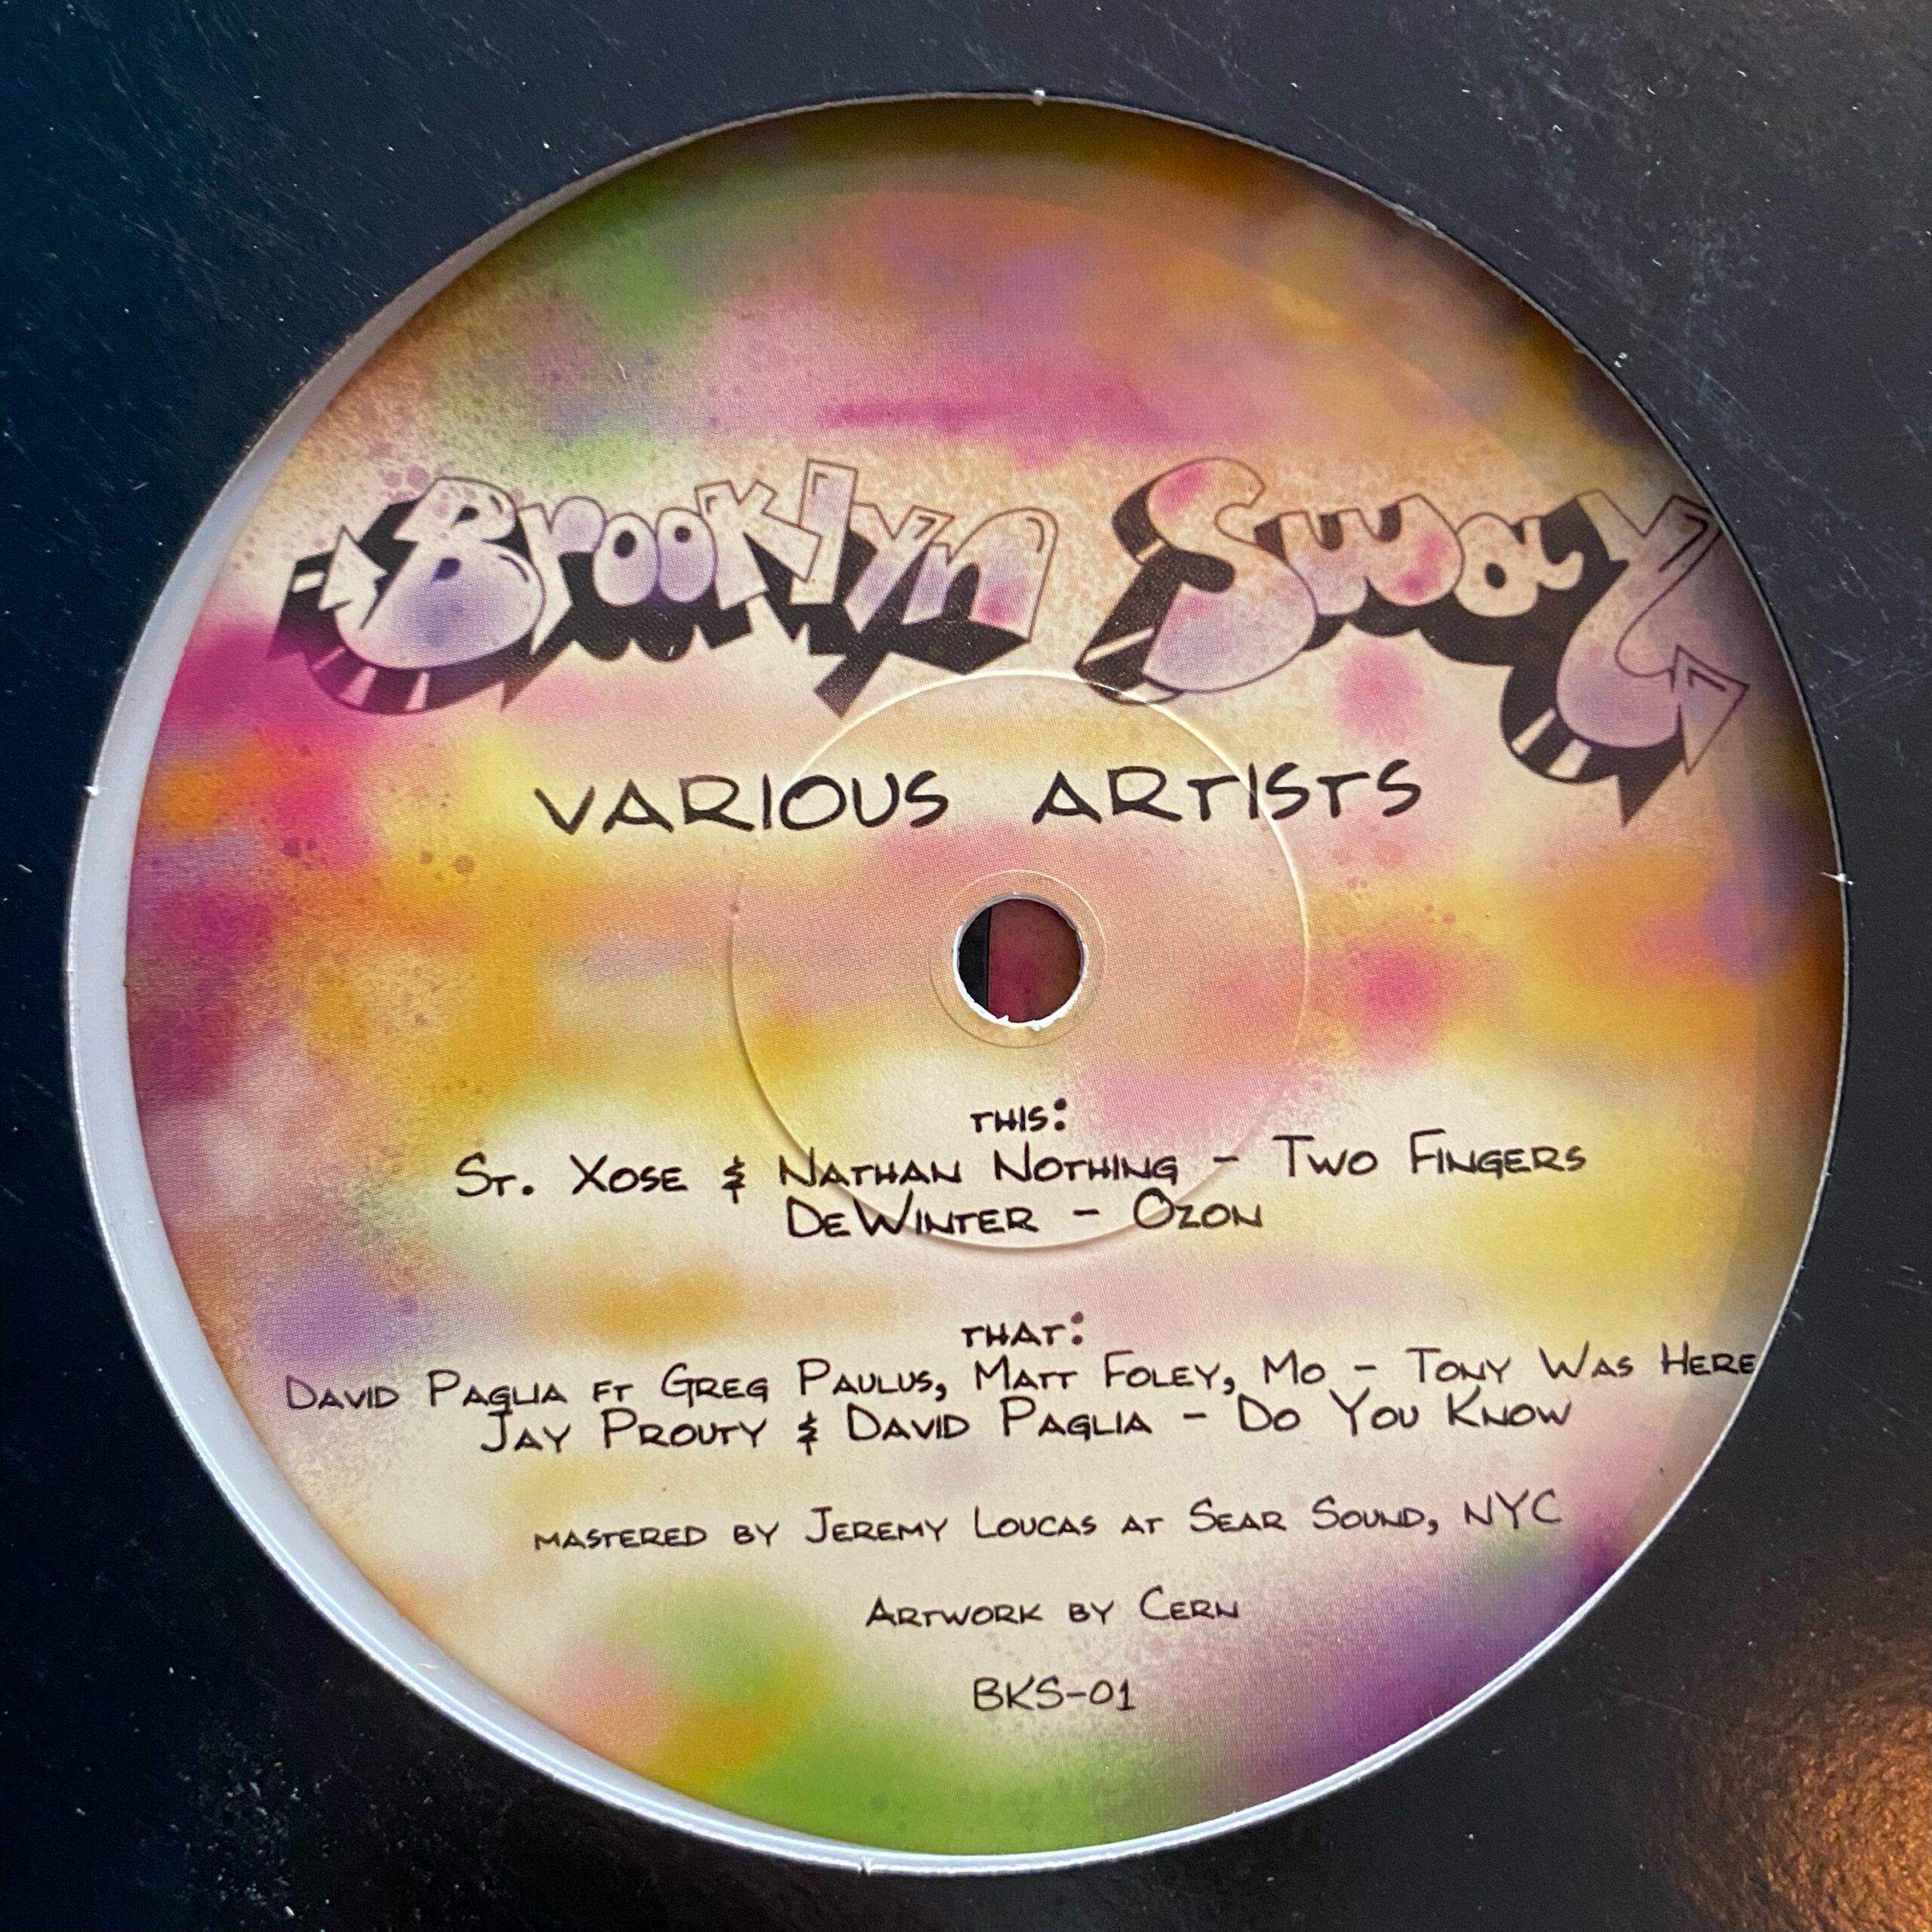 Brooklyn Sway
VARIOUS ARTISTS
THIS:
ST. XOSE & NATHAN NOTHING - TWO FINGERS
DEWINTER - OZON
THAT:
DAVID PAGLIA FT GREG PAULUS, MATT FOLEY, MO - TONY WAS HERE
JAY PROUTY & DAVID PAGLIA - DO YOU KNOW
MASTERED BY JEREMY LOUCAS AT SEAR SOUND, NYC
ARTWORK BY CERN
BKS-01